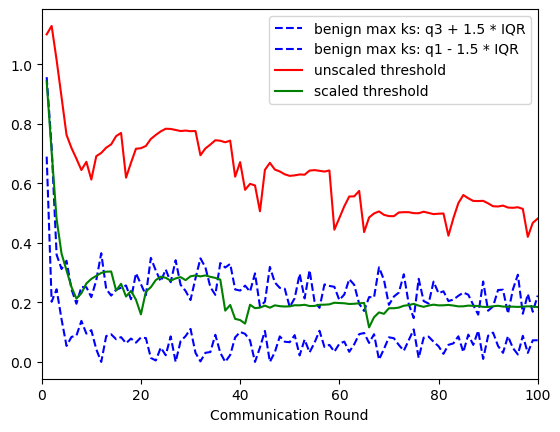 benign max ks: q3 + 1.5 * IQR
benign max ks: q1 - 1.5 * IQR
unscaled threshold
scaled threshold
1.0
0.8
0.6
0.4
0.2
0.0
0 20 40 60 80 100
Communication Round